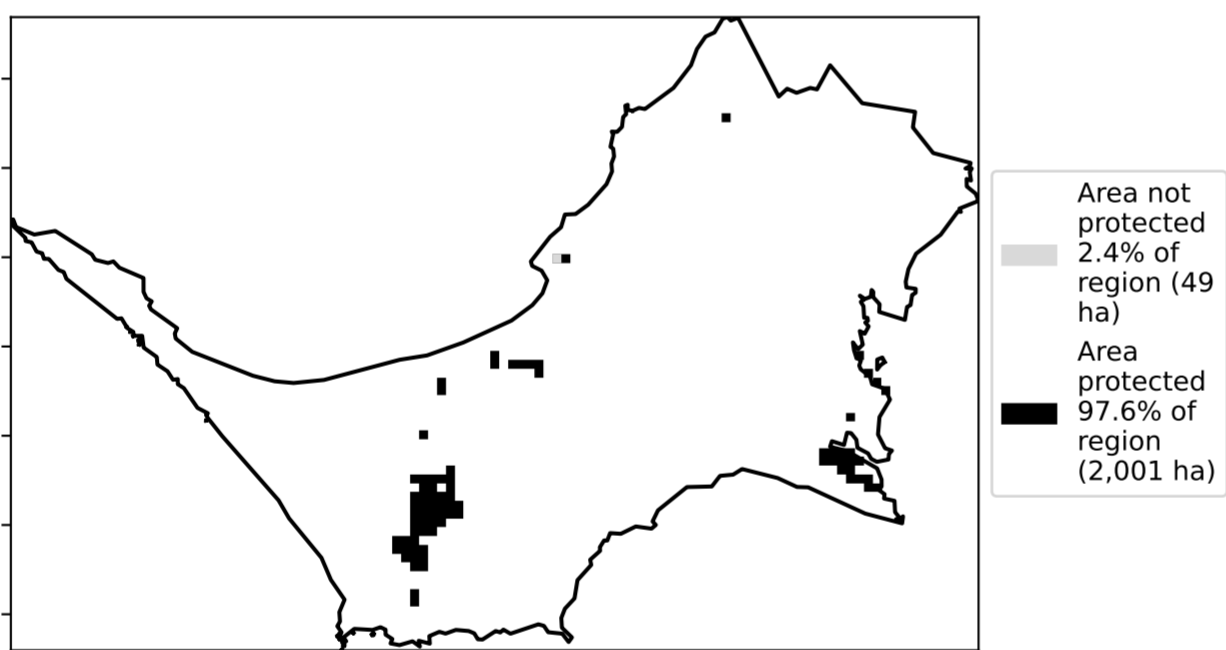 Area not
protected
2.4% of
region (49
ha)
Area
protected
97.6% of
region
(2,001 ha)